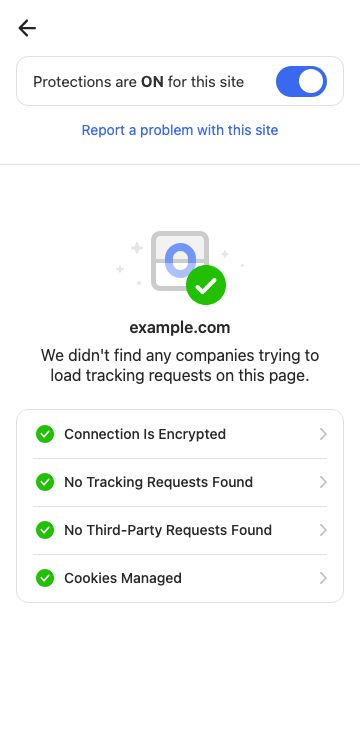 Protections are ON for this site
Report a problem with this site
0
example.com
We didn't find any companies trying to
load tracking requests on this page.
Connection Is Encrypted
No Tracking Requests Found
No Third-Party Requests Found
Cookies Managed